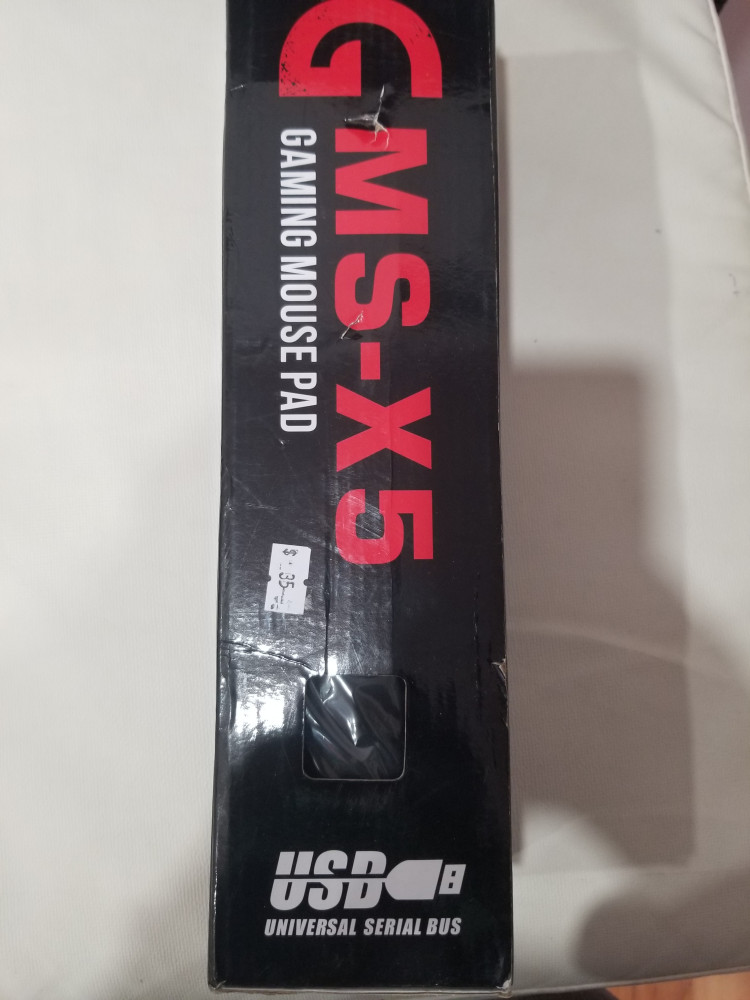 GMS-X5
GAMING MOUSE PAD
$ 35
USB
UNIVERSAL SERIAL BUS